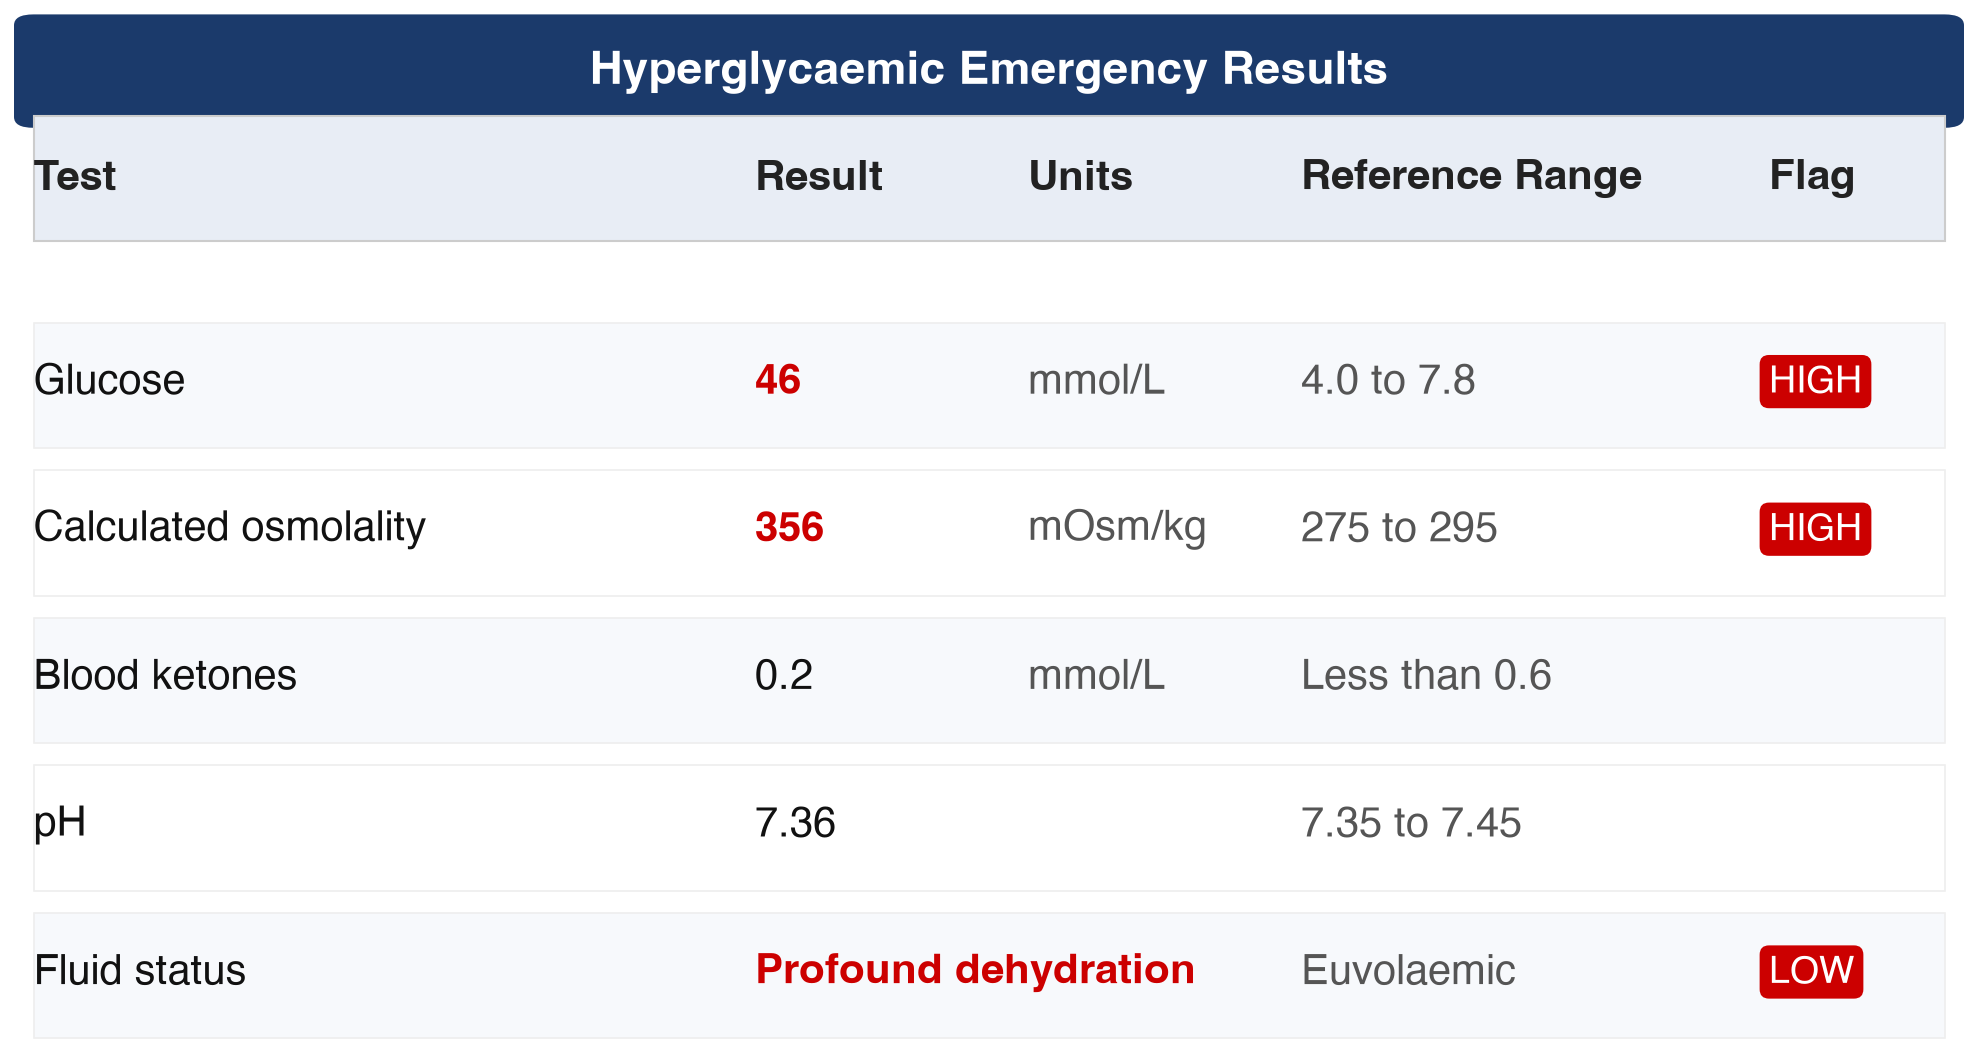 Hyperglycaemic Emergency Results
Test Result Units Reference Range Flag
Glucose 46 mmol/L 4.0 to 7.8 HIGH
Calculated osmolality 356 mOsm/kg 275 to 295 HIGH
Blood ketones 0.2 mmol/L Less than 0.6
pH 7.36 7.35 to 7.45
Fluid status Profound dehydration Euvolaemic LOW